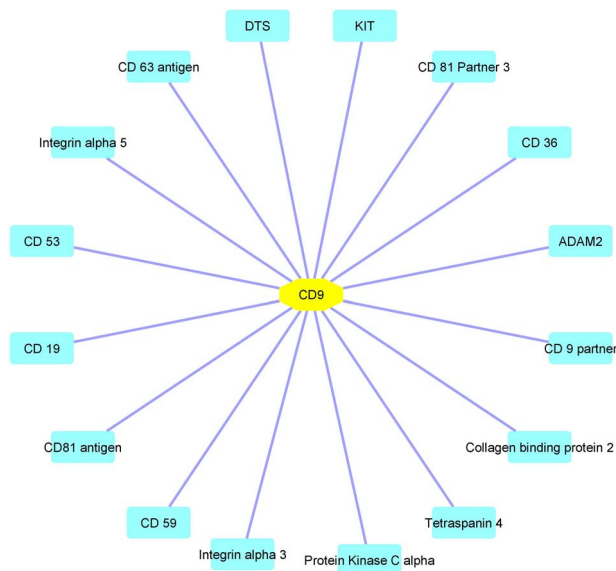 DTS
KIT
CD 63 antigen
CD 81 Partner 3
Integrin alpha 5
CD 36
CD 53
ADAM2
CD9
CD 19
CD 9 partner
CD81 antigen
Collagen binding protein 2
CD 59
Tetraspanin 4
Integrin alpha 3
Protein Kinase C alpha